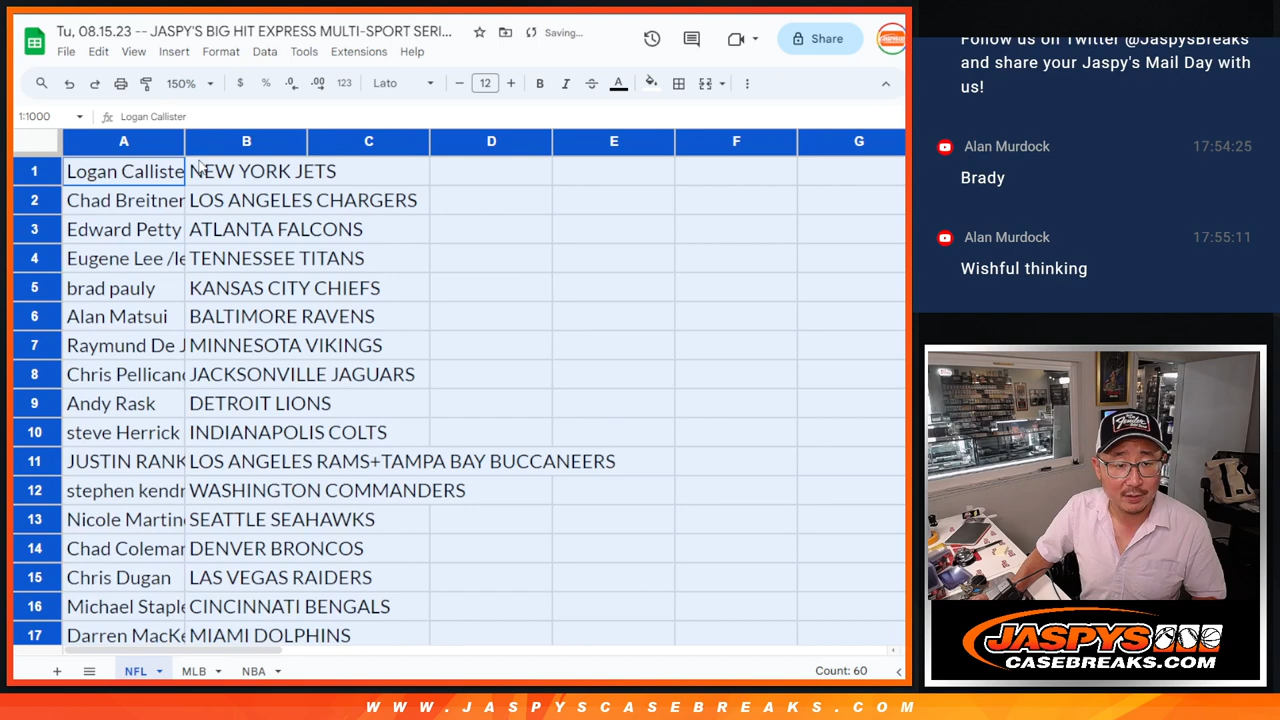 Tu, 08.15.23 -- JASPY'S BIG HIT EXPRESS MULTI-SPORT SERI...
Saving...
File Edit View Insert Format Data Tools Extensions Help
Share
150% $ % .0 .00 123 Lato 12 B I S A
1:1000 fx Logan Callister
A B C D E F G
1 Logan Calliste NEW YORK JETS
2 Chad Breitner LOS ANGELES CHARGERS
3 Edward Petty ATLANTA FALCONS
4 Eugene Lee /le TENNESSEE TITANS
5 brad pauly KANSAS CITY CHIEFS
6 Alan Matsui BALTIMORE RAVENS
7 Raymund De J MINNESOTA VIKINGS
8 Chris Pellicano JACKSONVILLE JAGUARS
9 Andy Rask DETROIT LIONS
10 steve Herrick INDIANAPOLIS COLTS
11 JUSTIN RANK LOS ANGELES RAMS+TAMPA BAY BUCCANEERS
12 stephen kendr WASHINGTON COMMANDERS
13 Nicole Martin SEATTLE SEAHAWKS
14 Chad Coleman DENVER BRONCOS
15 Chris Dugan LAS VEGAS RAIDERS
16 Michael Staple CINCINNATI BENGALS
17 Darren MacKe MIAMI DOLPHINS
NFL MLB NBA Count: 60
Follow us on Twitter @JaspysBreaks
and share your Jaspy's Mail Day with
us!
Alan Murdock 17:54:25
Brady
Alan Murdock 17:55:11
Wishful thinking
Fender
JASPYS
CASEBREAKS.COM
WWW.JASPYSCASEBREAKS.COM